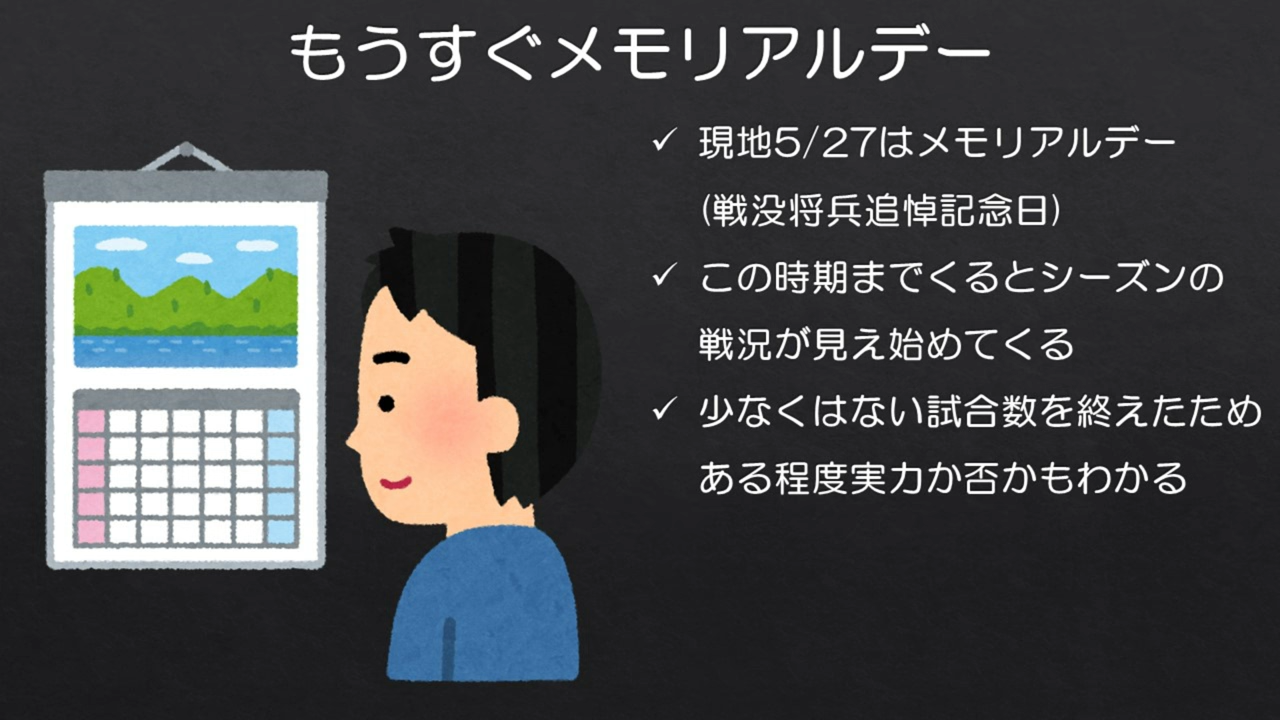 もうすぐメモリアルデー
✓ 現地5/27はメモリアルデー
(戦没将兵追悼記念日)
✓ この時期までくるとシーズンの
戦況が見え始めてくる
✓ 少なくはない試合数を終えたため
ある程度実力か否かもわかる